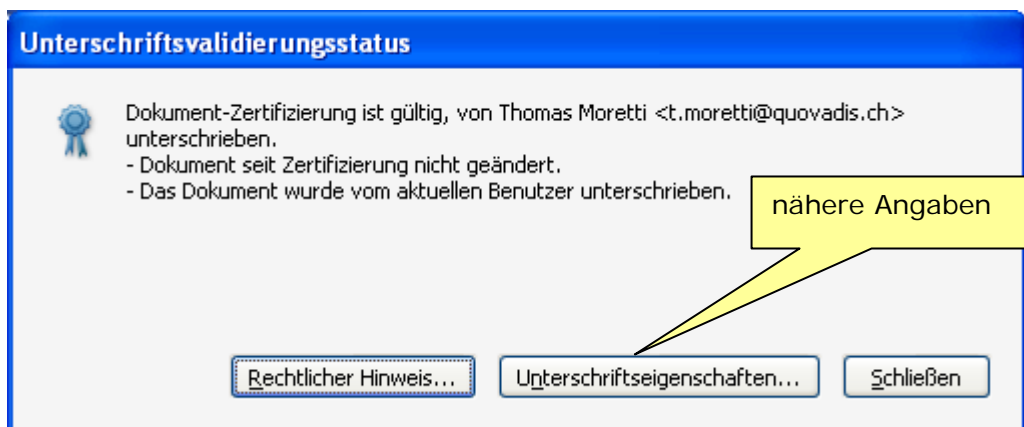 Unterschriftsvalidierungsstatus
Dokument-Zertifizierung ist gültig, von Thomas Moretti <t.moretti@quovadis.ch>
unterschrieben.
- Dokument seit Zertifizierung nicht geändert.
- Das Dokument wurde vom aktuellen Benutzer unterschrieben.
nähere Angaben
Rechtlicher Hinweis...
Unterschriftseigenschaften...
Schließen